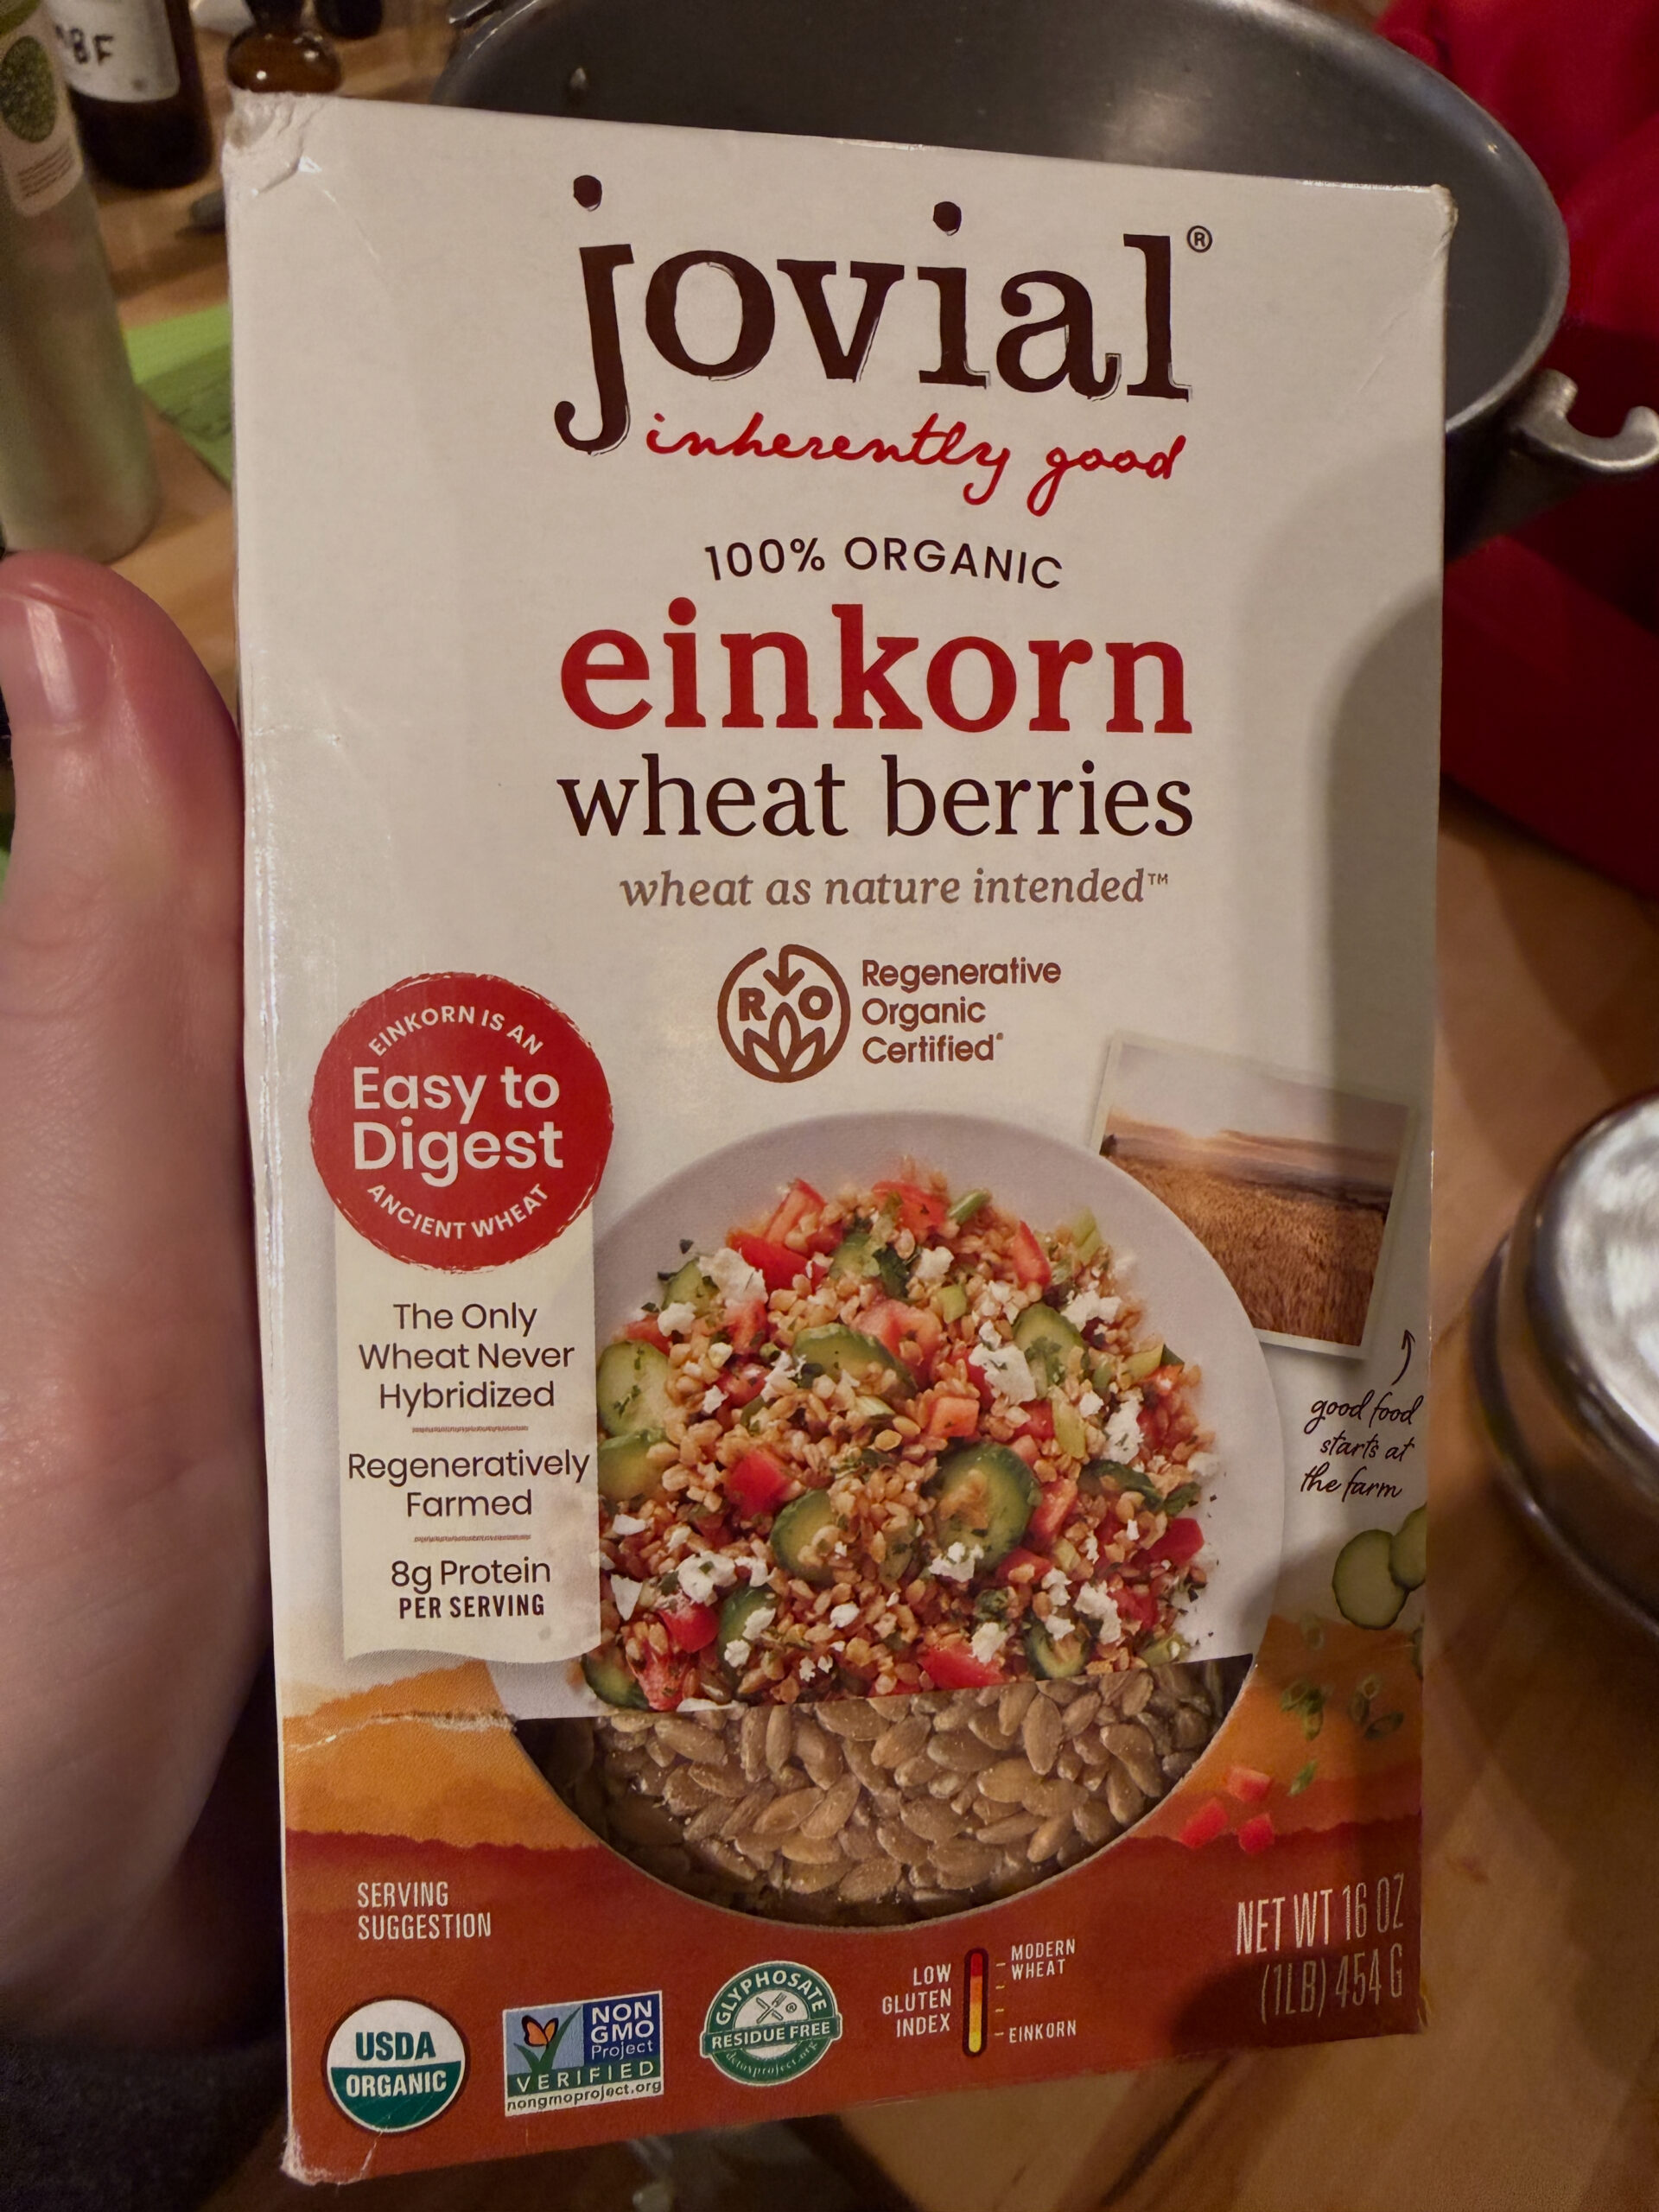 jovial®
inherently good
100% ORGANIC
einkorn
wheat berries
wheat as nature intended™
R O
Regenerative
Organic
Certified®
EINKORN IS AN
Easy to
Digest
ANCIENT WHEAT
The Only
Wheat Never
Hybridized
Regeneratively
Farmed
8g Protein
PER SERVING
good food
starts at
the farm
SERVING
SUGGESTION
NET WT 16 OZ
(1LB) 454 G
USDA
ORGANIC
NON
GMO
Project
VERIFIED
nongmoproject.org
GLYPHOSATE
RESIDUE FREE
detoxproject.org
LOW
GLUTEN
INDEX
MODERN
WHEAT
EINKORN